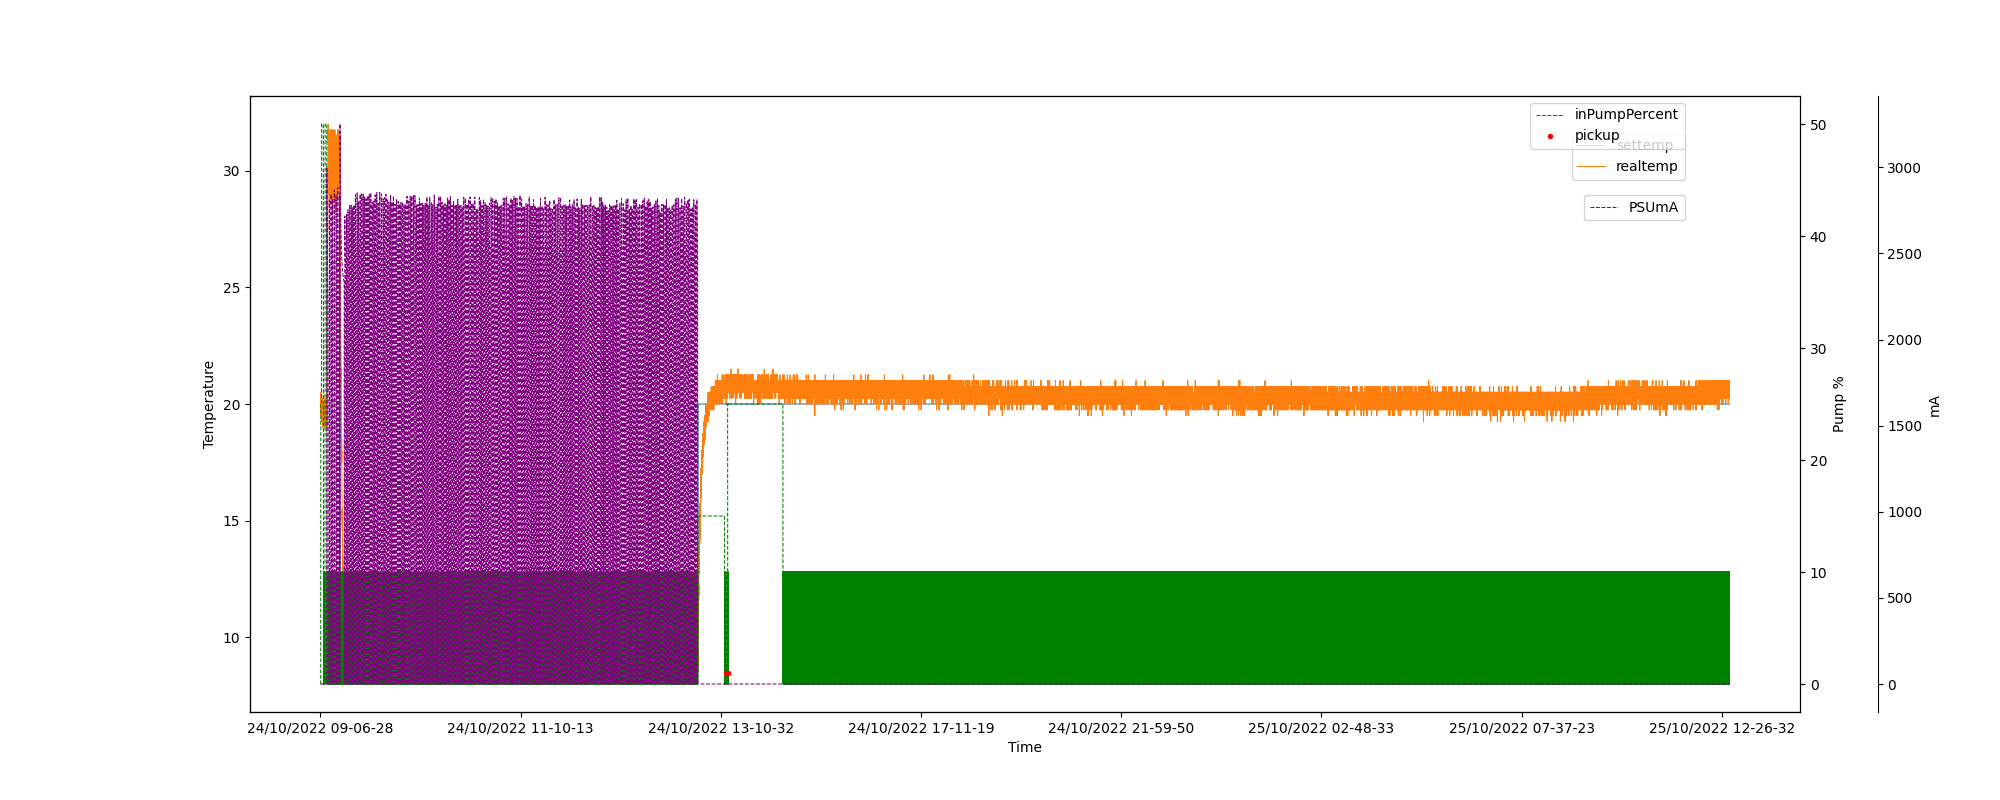 inPumpPercent
pickup
settemp
realtemp
PSUmA
30
25
20
15
10
Temperature
50
40
30
20
10
0
Pump %
3000
2500
2000
1500
1000
500
0
mA
24/10/2022 09-06-28
24/10/2022 11-10-13
24/10/2022 13-10-32
24/10/2022 17-11-19
24/10/2022 21-59-50
25/10/2022 02-48-33
25/10/2022 07-37-23
25/10/2022 12-26-32
Time